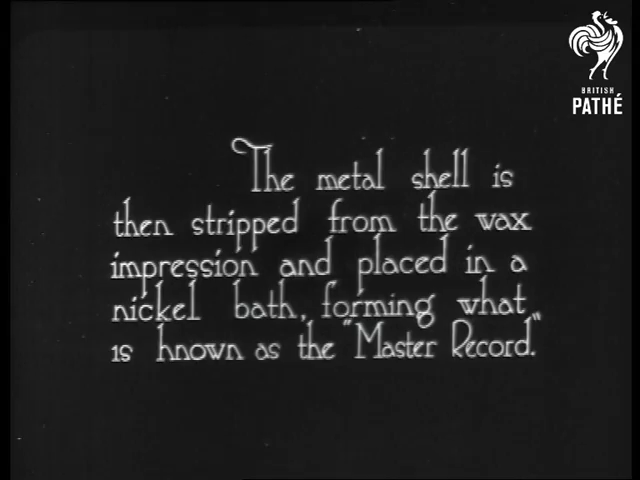 BRITISH
PATHÉ
The metal shell is
then stripped from the wax
impression and placed in a
nickel bath, forming what
is known as the "Master Record."